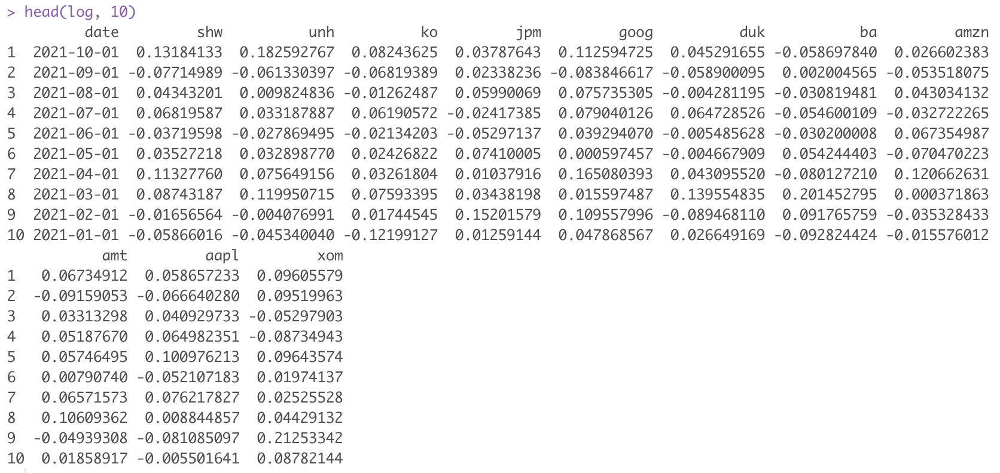 > head(log, 10)
         date         shw          unh          ko         jpm         goog          duk           ba         amzn
1  2021-10-01  0.13184133  0.182592767  0.08243625  0.03787643  0.112594725  0.045291655 -0.058697840  0.026602383
2  2021-09-01 -0.07714989 -0.061330397 -0.06819389  0.02338236 -0.083846617 -0.058900095  0.002004565 -0.053518075
3  2021-08-01  0.04343201  0.009824836 -0.01262487  0.05990069  0.075735305 -0.004281195 -0.030819481  0.043034132
4  2021-07-01  0.06819587  0.033187887  0.06190572 -0.02417385  0.079040126  0.064728526 -0.054600109 -0.032722265
5  2021-06-01 -0.03719598 -0.027869495 -0.02134203 -0.05297137  0.039294070 -0.005485628 -0.030200008  0.067354987
6  2021-05-01  0.03527218  0.032898770  0.02426822  0.07410005  0.000597457 -0.004667909  0.054244403 -0.070470223
7  2021-04-01  0.11327760  0.075649156  0.03261804  0.01037916  0.165080393  0.043095520 -0.080127210  0.120662631
8  2021-03-01  0.08743187  0.119950715  0.07593395  0.03438198  0.015597487  0.139554835  0.201452795  0.000371863
9  2021-02-01 -0.01656564 -0.004076991  0.01744545  0.15201579  0.109557996 -0.089468110  0.091765759 -0.035328433
10 2021-01-01 -0.05866016 -0.045340040 -0.12199127  0.01259144  0.047868567  0.026649169 -0.092824424 -0.015576012
           amt         aapl         xom
1   0.06734912  0.058657233  0.09605579
2  -0.09159053 -0.066640280  0.09519963
3   0.03313298  0.040929733 -0.05297903
4   0.05187670  0.064982351 -0.08734943
5   0.05746495  0.100976213  0.09643574
6   0.00790740 -0.052107183  0.01974137
7   0.06571573  0.076217827  0.02525528
8   0.10609362  0.008844857  0.04429132
9  -0.04939308 -0.081085097  0.21253342
10  0.01858917 -0.005501641  0.08782144